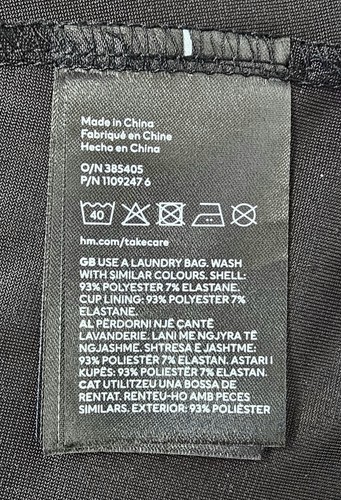 Made in China
Fabriqué en Chine
Hecho en China
O/N 385405
P/N 1109247 6
40
hm.com/takecare
GB USE A LAUNDRY BAG. WASH
WITH SIMILAR COLOURS. SHELL:
93% POLYESTER 7% ELASTANE.
CUP LINING: 93% POLYESTER 7%
ELASTANE.
AL PËRDORNI NJË ÇANTË
LAVANDERIE. LANI ME NGJYRA TË
NGJASHME. SHTRESA E JASHTME:
93% POLIESTËR 7% ELASTAN. ASTARI I
KUPËS: 93% POLIESTËR 7% ELASTAN.
CAT UTILITZEU UNA BOSSA DE
RENTAT. RENTEU-HO AMB PECES
SIMILARS. EXTERIOR: 93% POLIÈSTER